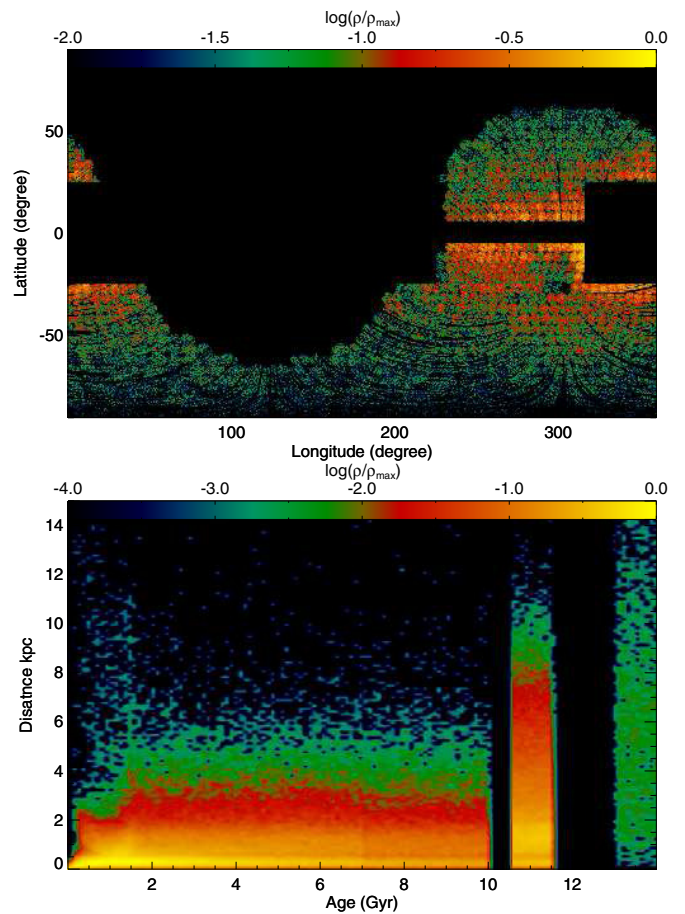 log(ρ/ρmax)
-2.0 -1.5 -1.0 -0.5 0.0
50
0
-50
Latitude (degree)
100 200 300
Longitude (degree)
log(ρ/ρmax)
-4.0 -3.0 -2.0 -1.0 0.0
14
12
10
8
6
4
2
0
Disatnce kpc
2 4 6 8 10 12
Age (Gyr)